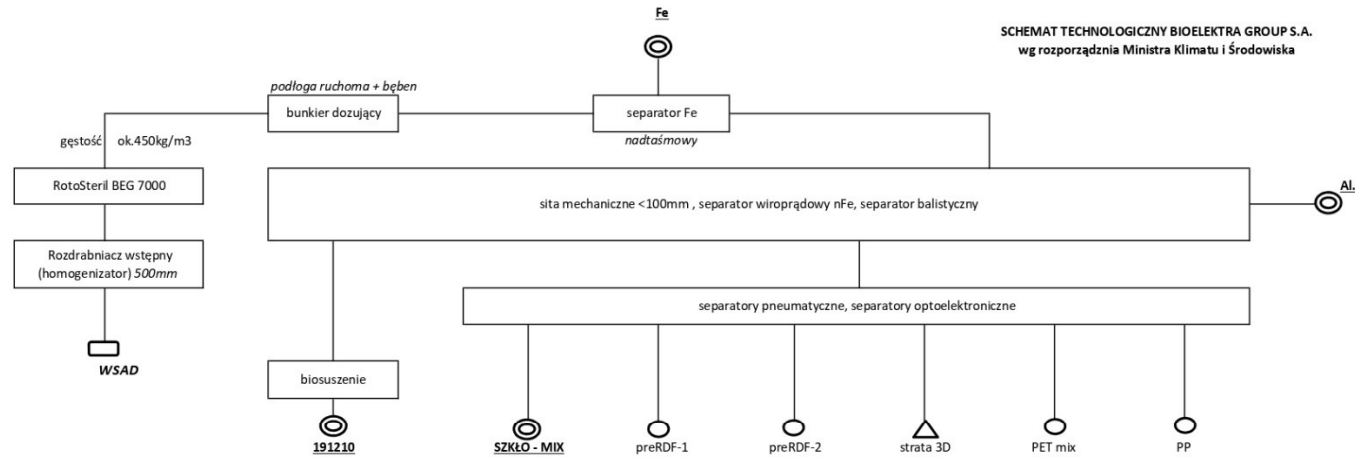 Fe
SCHEMAT TECHNOLOGICZNY BIOELEKTRA GROUP S.A.
wg rozporządznia Ministra Klimatu i Środowiska
podłoga ruchoma + bęben
bunkier dozujący
separator Fe
nadtaśmowy
gęstość ok.450kg/m3
RotoSteril BEG 7000
sita mechaniczne <100mm , separator wiroprądowy nFe, separator balistyczny
Al.
Rozdrabniacz wstępny
(homogenizator) 500mm
separatory pneumatyczne, separatory optoelektroniczne
WSAD
biosuszenie
191210
SZKŁO - MIX
preRDF-1
preRDF-2
strata 3D
PET mix
PP